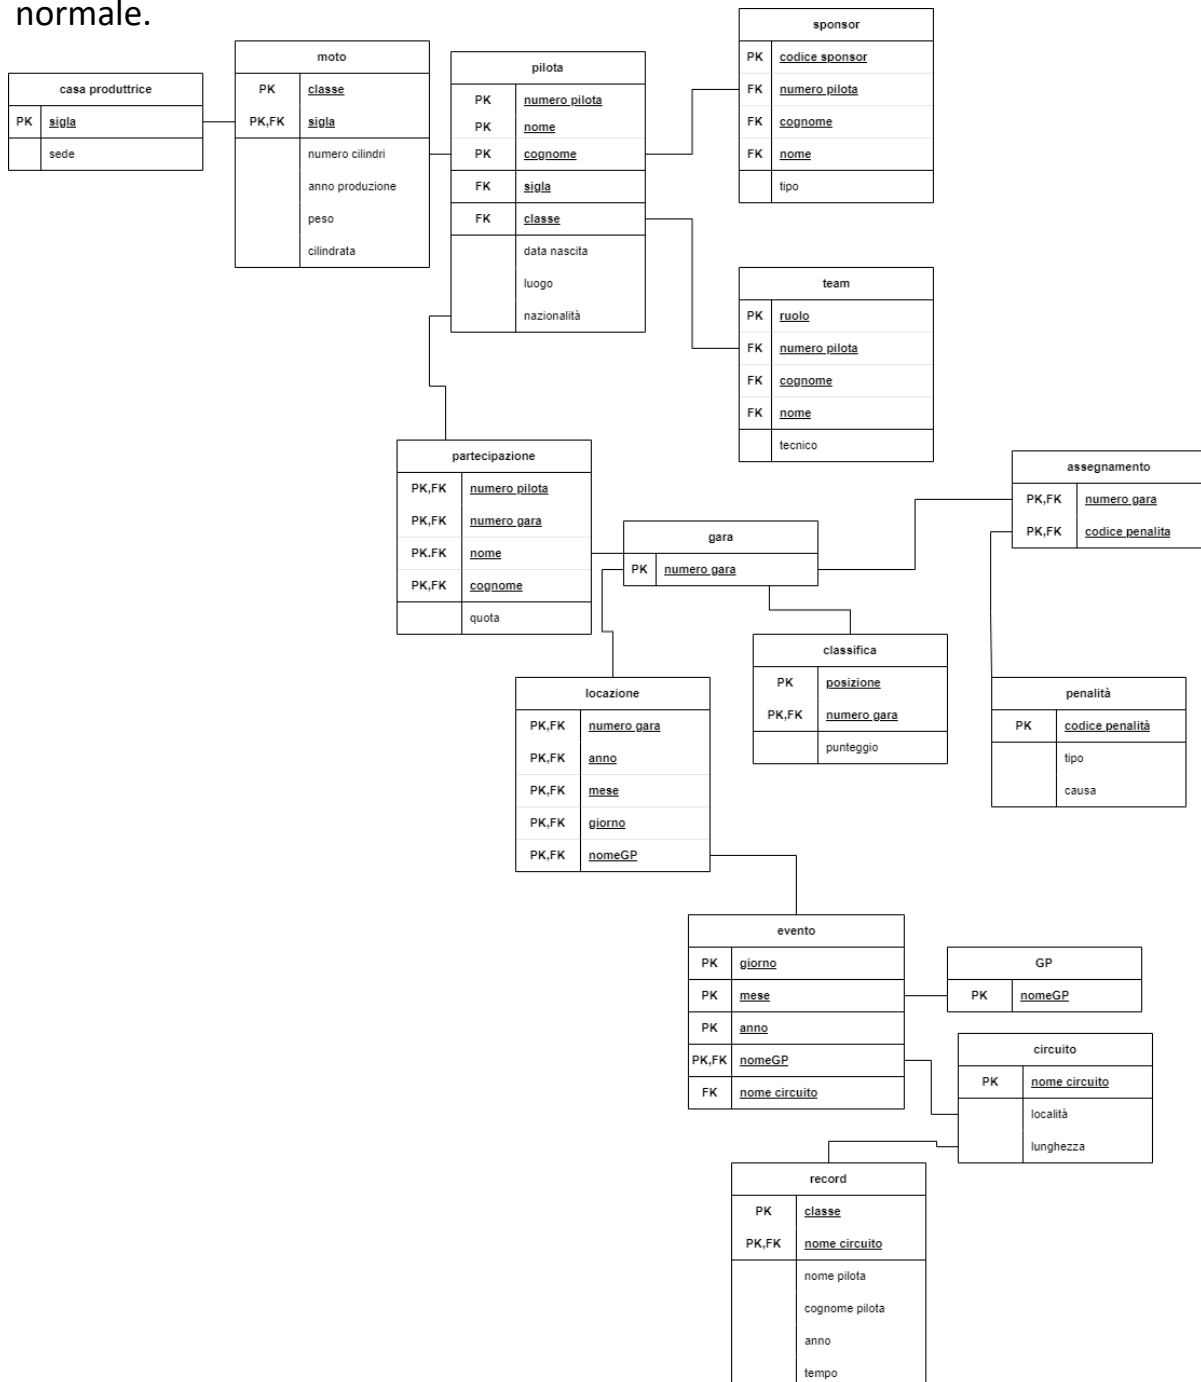 normale.
casa produttrice
PK sigla
sede
moto
PK classe
PK,FK sigla
numero cilindri
anno produzione
peso
cilindrata
pilota
PK numero pilota
PK nome
PK cognome
FK sigla
FK classe
data nascita
luogo
nazionalità
sponsor
PK codice sponsor
FK numero pilota
FK cognome
FK nome
tipo
team
PK ruolo
FK numero pilota
FK cognome
FK nome
tecnico
partecipazione
PK,FK numero pilota
PK,FK numero gara
PK.FK nome
PK,FK cognome
quota
gara
PK numero gara
assegnamento
PK,FK numero gara
PK,FK codice penalita
classifica
PK posizione
PK,FK numero gara
punteggio
penalità
PK codice penalità
tipo
causa
locazione
PK,FK numero gara
PK,FK anno
PK,FK mese
PK,FK giorno
PK,FK nomeGP
evento
PK giorno
PK mese
PK anno
PK,FK nomeGP
FK nome circuito
GP
PK nomeGP
circuito
PK nome circuito
località
lunghezza
record
PK classe
PK,FK nome circuito
nome pilota
cognome pilota
anno
tempo